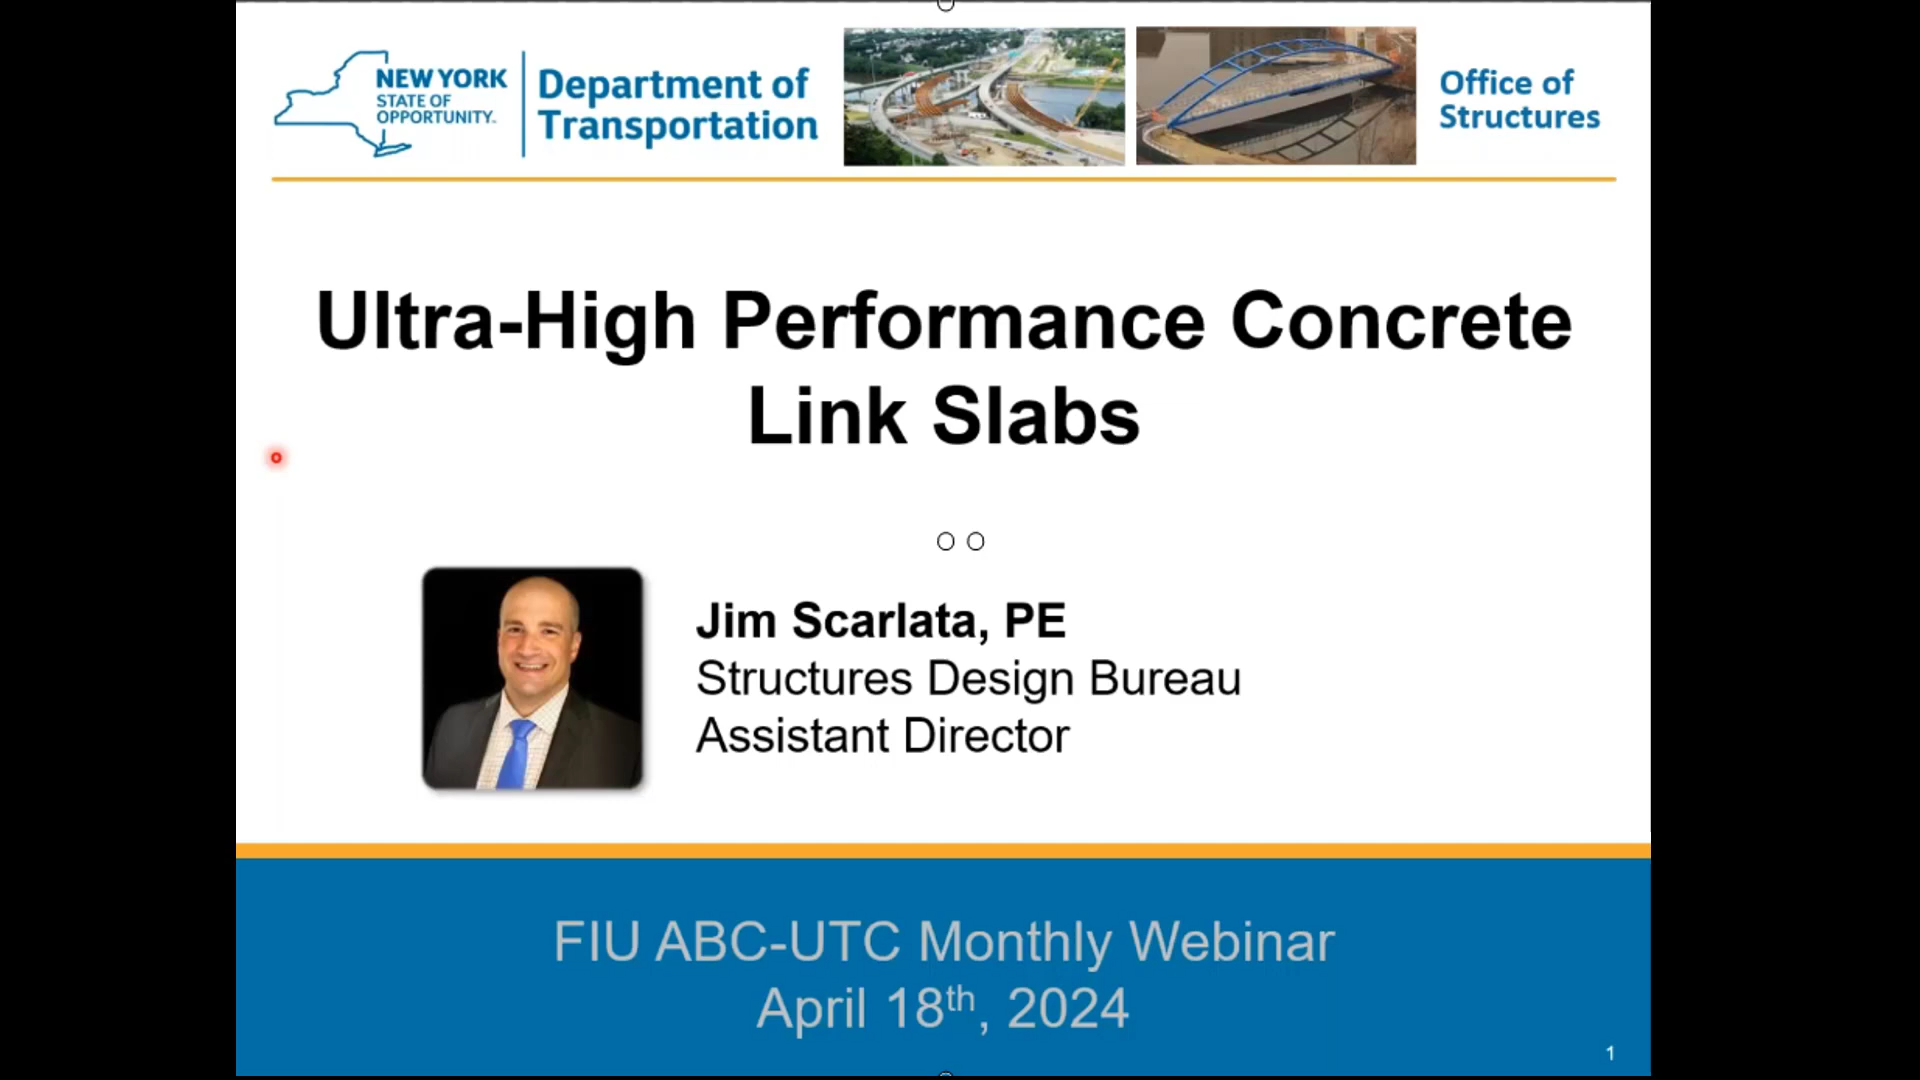 NEW YORK
STATE OF
OPPORTUNITY™
Department of
Transportation
Office of
Structures
Ultra-High Performance Concrete
Link Slabs
Jim Scarlata, PE
Structures Design Bureau
Assistant Director
FIU ABC-UTC Monthly Webinar
April 18th, 2024
1